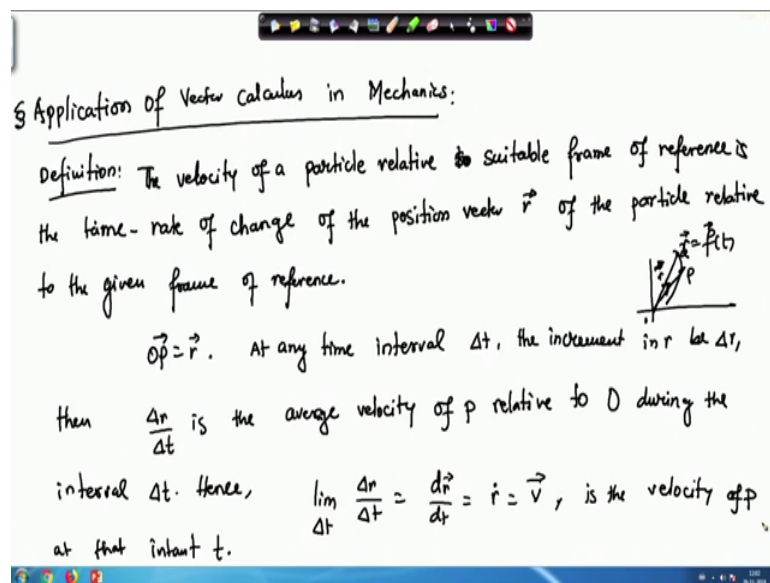 § Application of Vector Calculus in Mechanics:
Definition: The velocity of a particle relative to suitable frame of reference is
the time-rate of change of the position vector r⃗ of the particle relative
to the given frame of reference.
r⃗ = f⃗(t)
P
OP⃗ = r⃗. At any time interval Δt, the increment in r be Δr,
then Δr/Δt is the average velocity of P relative to O during the
interval Δt. Hence, lim Δt Δr/Δt = dr⃗/dt = ṙ = v⃗, is the velocity of P
at that intant t.